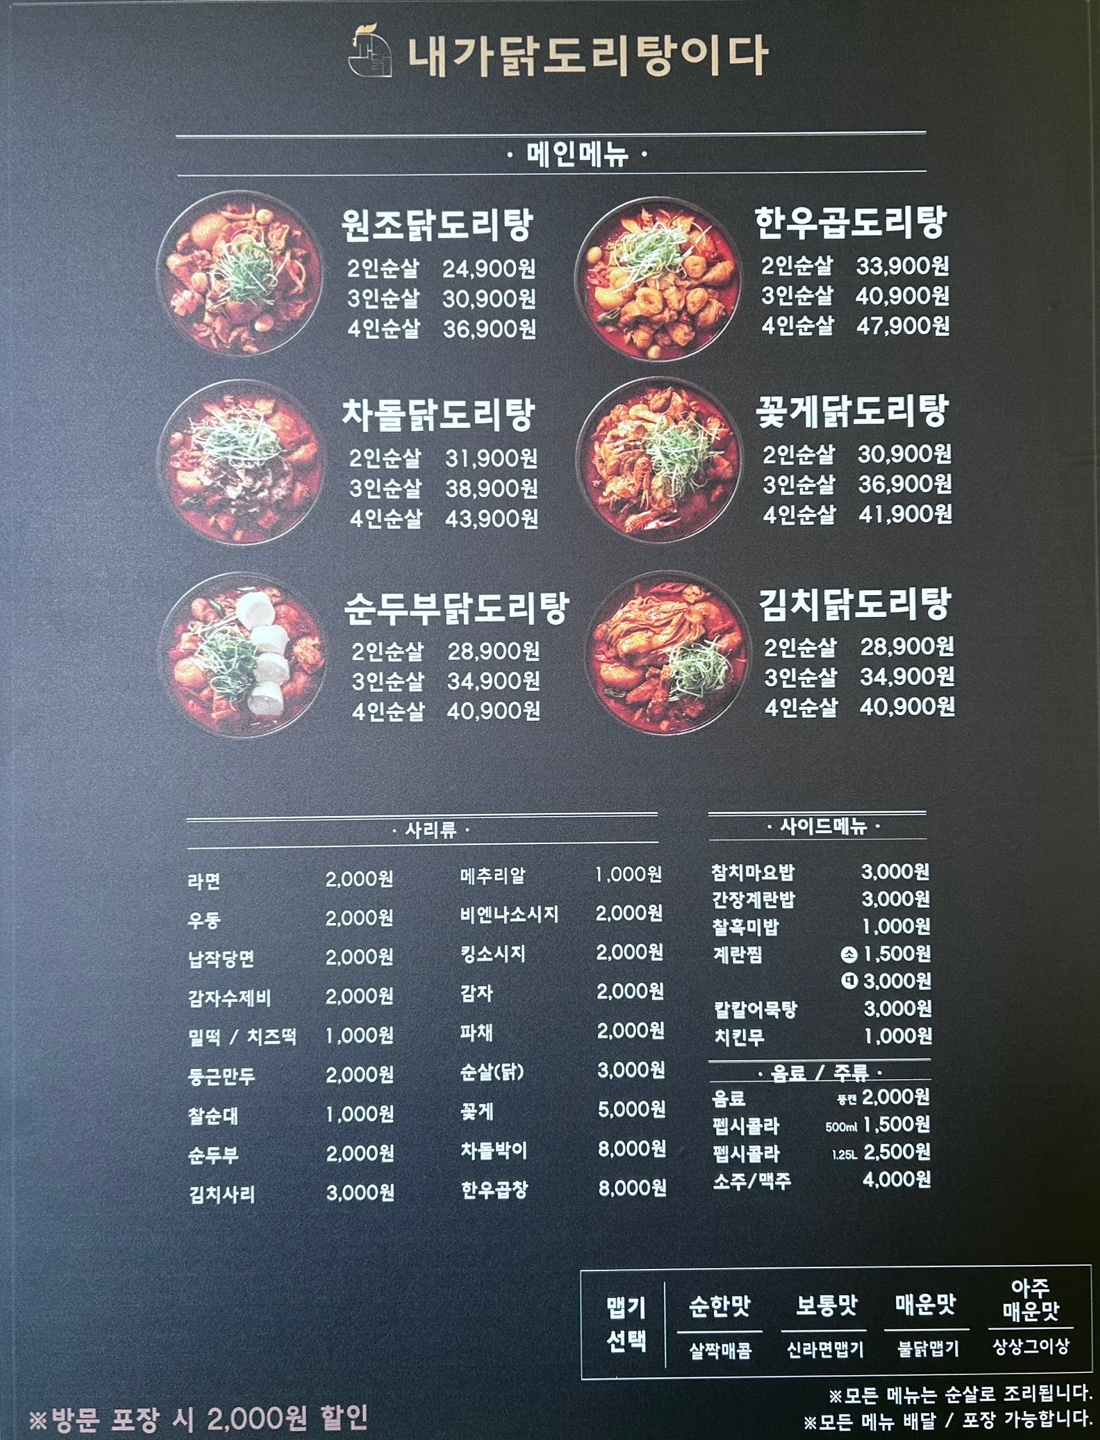 내가닭도리탕이다
· 메인메뉴 ·
원조닭도리탕
2인순살 24,900원
3인순살 30,900원
4인순살 36,900원
한우곱도리탕
2인순살 33,900원
3인순살 40,900원
4인순살 47,900원
차돌닭도리탕
2인순살 31,900원
3인순살 38,900원
4인순살 43,900원
꽃게닭도리탕
2인순살 30,900원
3인순살 36,900원
4인순살 41,900원
순두부닭도리탕
2인순살 28,900원
3인순살 34,900원
4인순살 40,900원
김치닭도리탕
2인순살 28,900원
3인순살 34,900원
4인순살 40,900원
· 사리류 ·
라면 2,000원
우동 2,000원
납작당면 2,000원
감자수제비 2,000원
밀떡 / 치즈떡 1,000원
둥근만두 2,000원
찰순대 1,000원
순두부 2,000원
김치사리 3,000원
메추리알 1,000원
비엔나소시지 2,000원
킹소시지 2,000원
감자 2,000원
파채 2,000원
순살(닭) 3,000원
꽃게 5,000원
차돌박이 8,000원
한우곱창 8,000원
· 사이드메뉴 ·
참치마요밥 3,000원
간장계란밥 3,000원
찰흑미밥 1,000원
계란찜 소 1,500원
대 3,000원
칼칼어묵탕 3,000원
치킨무 1,000원
· 음료 / 주류 ·
음료 뚱캔 2,000원
펩시콜라 500ml 1,500원
펩시콜라 1.25L 2,500원
소주/맥주 4,000원
맵기
선택
순한맛
살짝매콤
보통맛
신라면맵기
매운맛
불닭맵기
아주
매운맛
상상그이상
※모든 메뉴는 순살로 조리됩니다.
※모든 메뉴 배달 / 포장 가능합니다.
※방문 포장 시 2,000원 할인